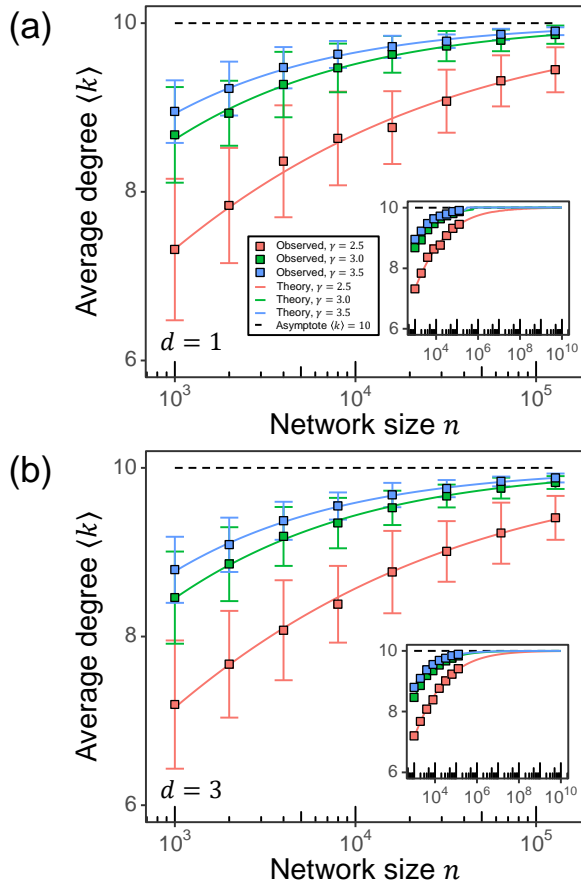 (a)
Average degree ⟨k⟩
10
8
6
Observed, γ = 2.5
Observed, γ = 3.0
Observed, γ = 3.5
Theory, γ = 2.5
Theory, γ = 3.0
Theory, γ = 3.5
Asymptote ⟨k⟩ = 10
10
8
6
10⁴ 10⁶ 10⁸ 10¹⁰
d = 1
10³ 10⁴ 10⁵
Network size n
(b)
Average degree ⟨k⟩
10
8
6
10
8
6
10⁴ 10⁶ 10⁸ 10¹⁰
d = 3
10³ 10⁴ 10⁵
Network size n